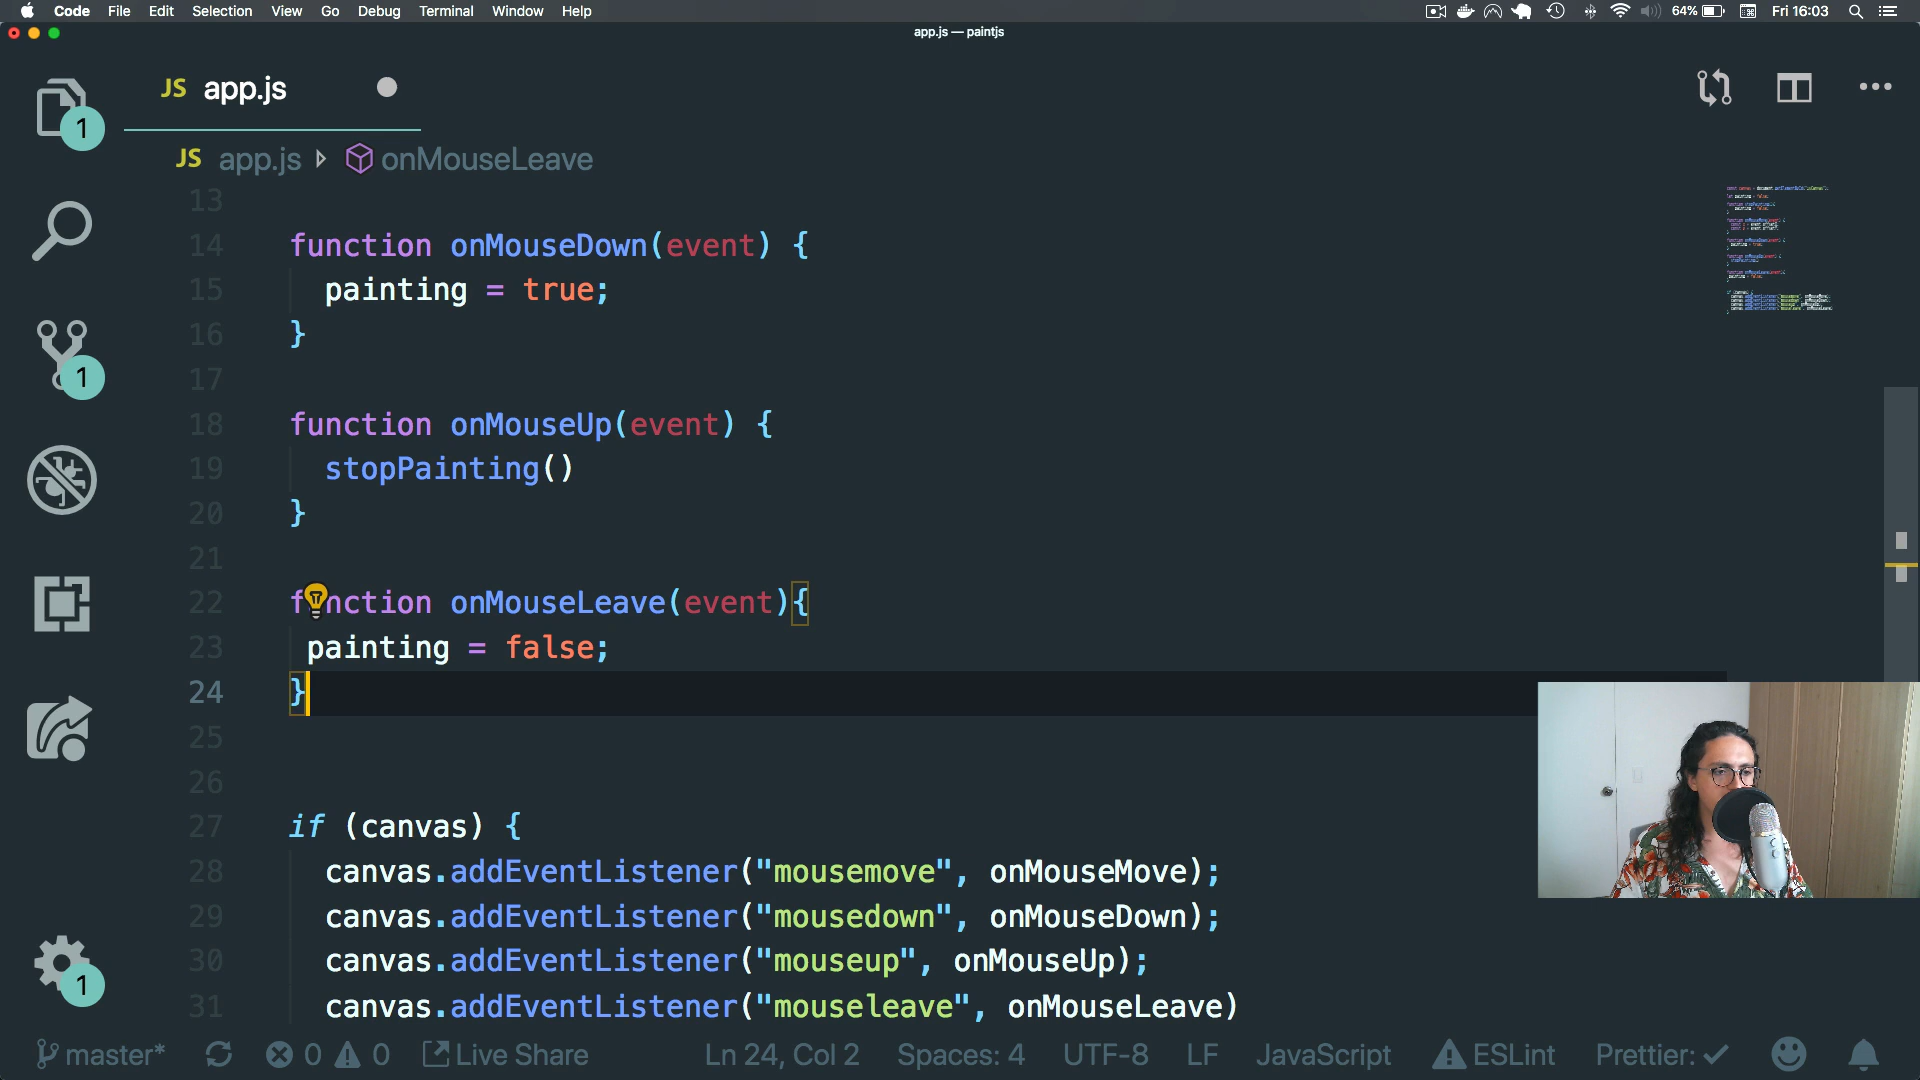 Code File Edit Selection View Go Debug Terminal Window Help 64% Fri 16:03
app.js — paintjs
JS app.js
JS app.js onMouseLeave
1
13
14 function onMouseDown(event) {
15 painting = true;
16 }
17
1
18 function onMouseUp(event) {
19 stopPainting()
20 }
21
22 function onMouseLeave(event){
23 painting = false;
24 }
25
26
27 if (canvas) {
28 canvas.addEventListener("mousemove", onMouseMove);
29 canvas.addEventListener("mousedown", onMouseDown);
30 canvas.addEventListener("mouseup", onMouseUp);
1
31 canvas.addEventListener("mouseleave", onMouseLeave)
master* 0 0 Live Share Ln 24, Col 2 Spaces: 4 UTF-8 LF JavaScript ESLint Prettier: ✓